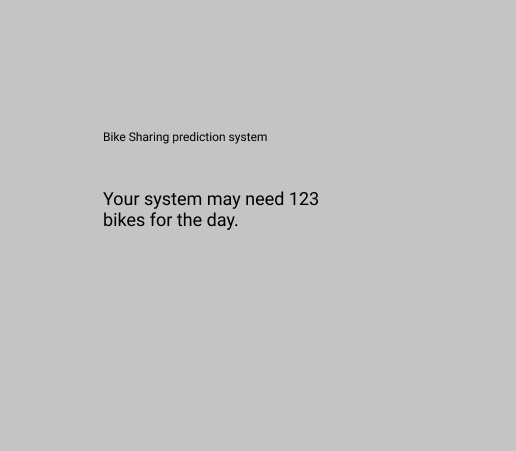 Bike Sharing prediction system
Your system may need 123
bikes for the day.